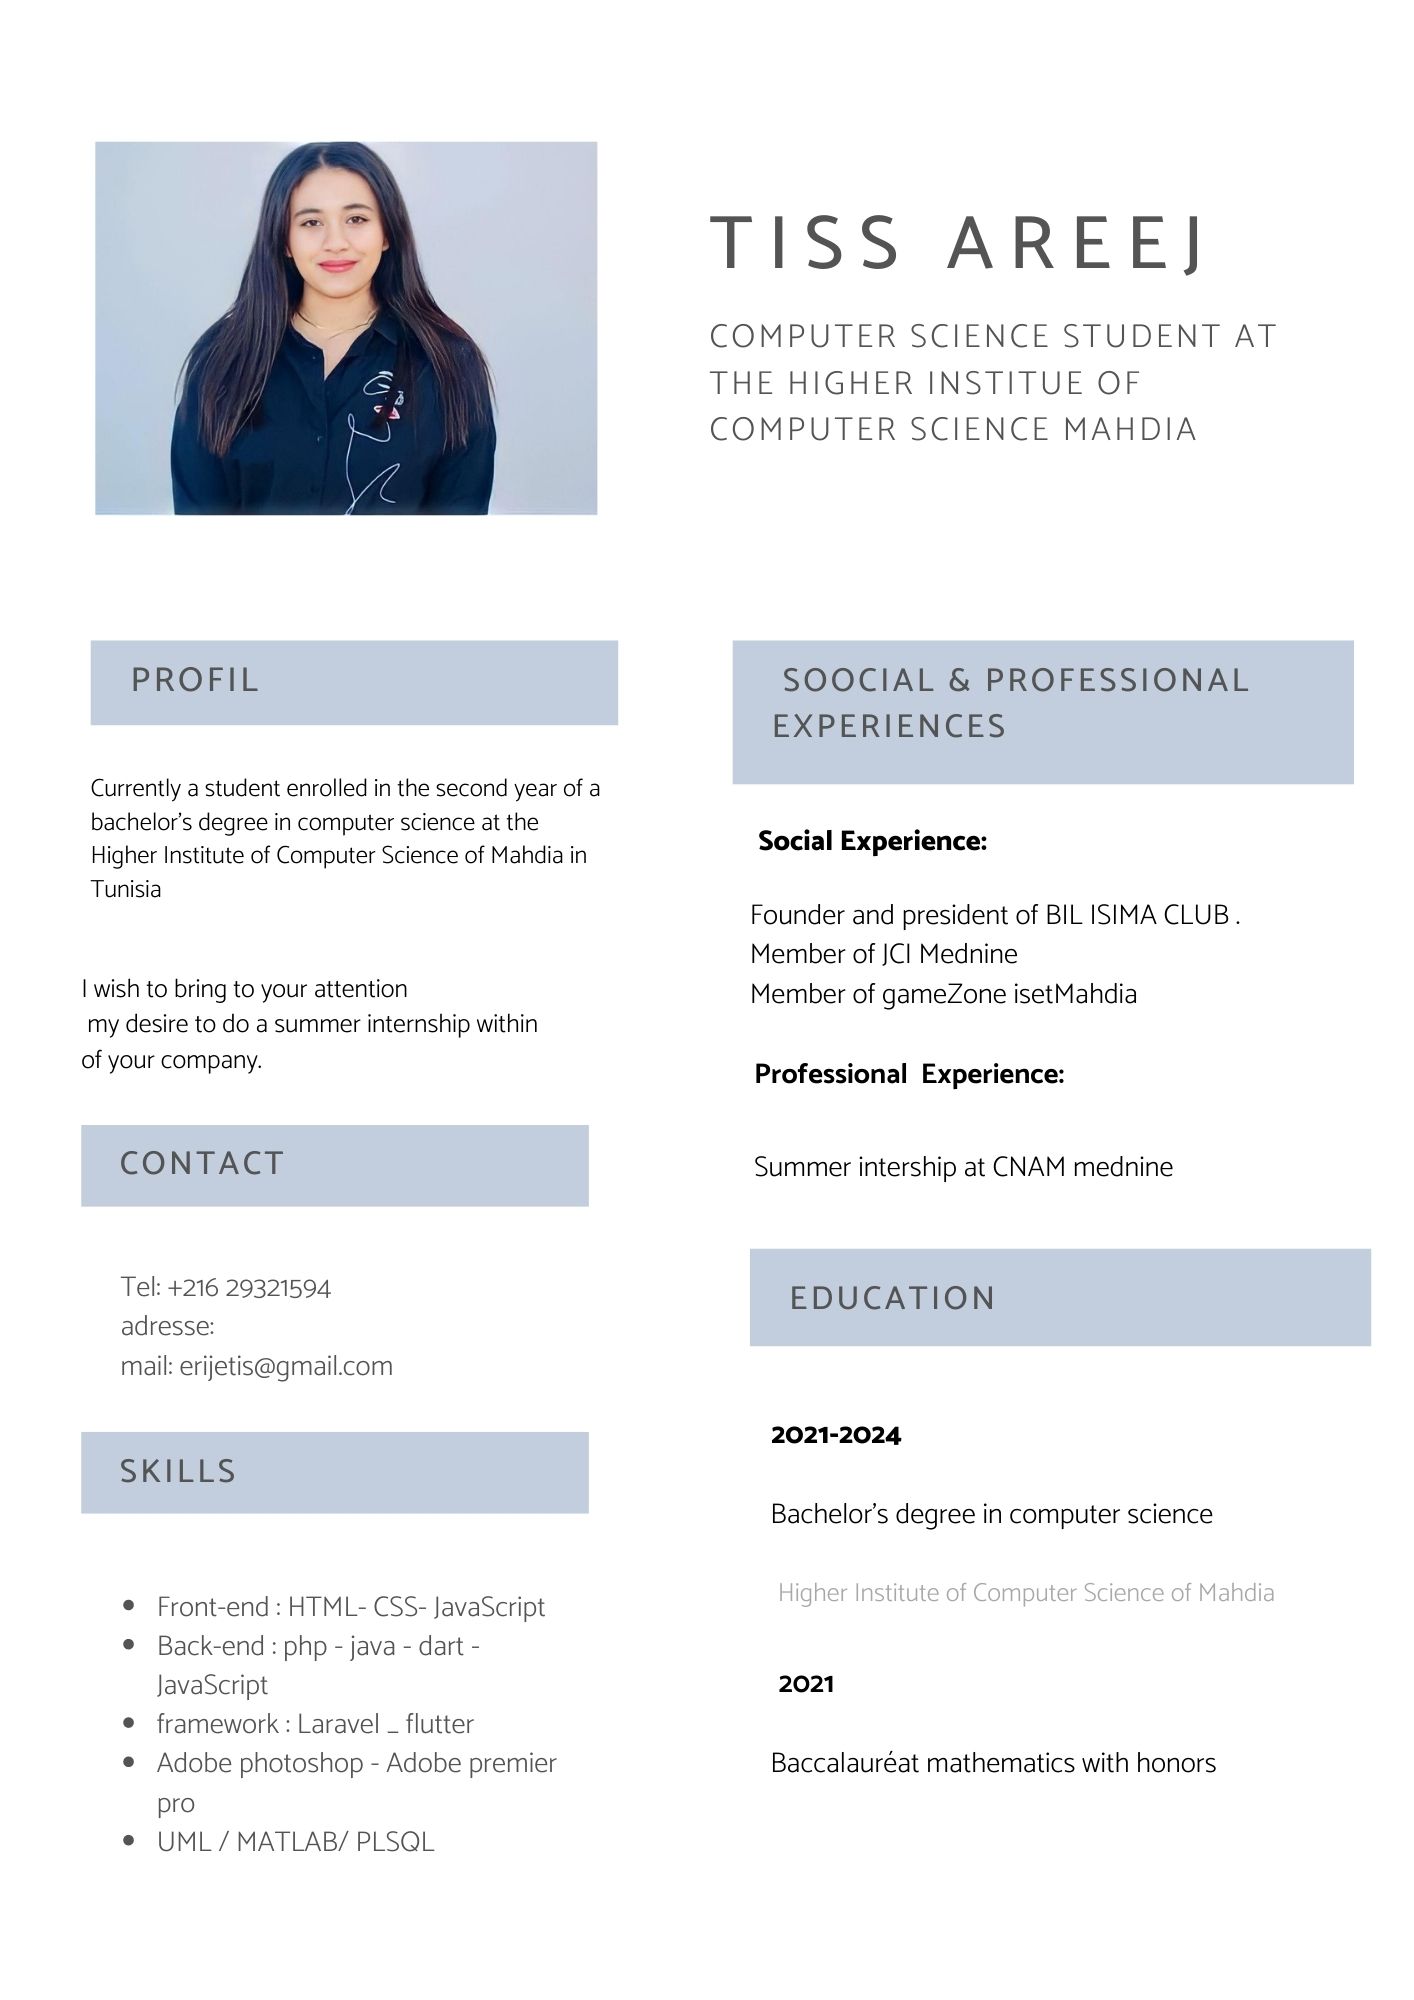 TISS AREEJ
COMPUTER SCIENCE STUDENT AT
THE HIGHER INSTITUE OF
COMPUTER SCIENCE MAHDIA
PROFIL
Currently a student enrolled in the second year of a
bachelor's degree in computer science at the
Higher Institute of Computer Science of Mahdia in
Tunisia
I wish to bring to your attention
my desire to do a summer internship within
of your company.
CONTACT
Tel: +216 29321594
adresse:
mail: erijetis@gmail.com
SKILLS
• Front-end : HTML- CSS- JavaScript
• Back-end : php - java - dart -
JavaScript
• framework : Laravel _ flutter
• Adobe photoshop - Adobe premier
pro
• UML / MATLAB/ PLSQL
SOOCIAL & PROFESSIONAL
EXPERIENCES
Social Experience:
Founder and president of BIL ISIMA CLUB .
Member of JCI Mednine
Member of gameZone isetMahdia
Professional  Experience:
Summer intership at CNAM mednine
EDUCATION
2021-2024
Bachelor's degree in computer science
Higher Institute of Computer Science of Mahdia
2021
Baccalauréat mathematics with honors